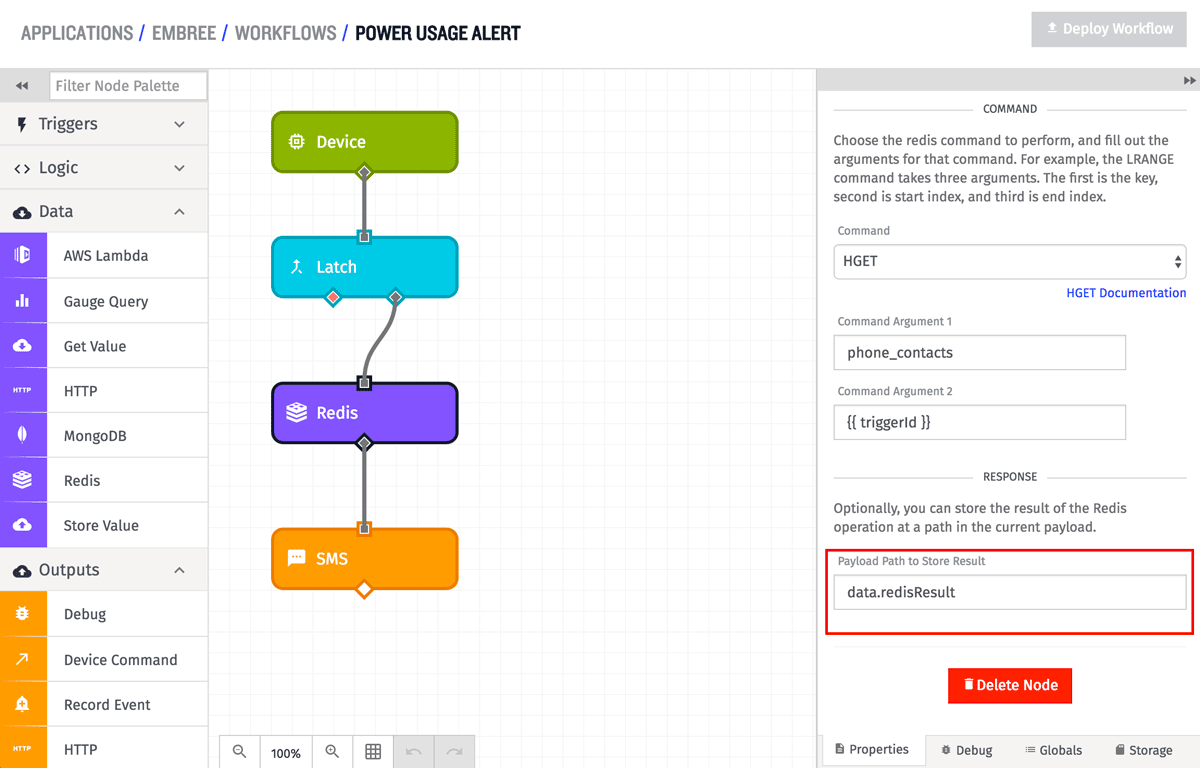 APPLICATIONS / EMBREE / WORKFLOWS / POWER USAGE ALERT
Deploy Workflow
Filter Node Palette
Triggers
Logic
Data
AWS Lambda
Gauge Query
Get Value
HTTP
HTTP
MongoDB
Redis
Store Value
Outputs
Debug
Device Command
Record Event
HTTP
HTTP
Device
Latch
Redis
SMS
100%
COMMAND
Choose the redis command to perform, and fill out the
arguments for that command. For example, the LRANGE
command takes three arguments. The first is the key,
second is start index, and third is end index.
Command
HGET
HGET Documentation
Command Argument 1
phone_contacts
Command Argument 2
{{ triggerId }}
RESPONSE
Optionally, you can store the result of the Redis
operation at a path in the current payload.
Payload Path to Store Result
data.redisResult
Delete Node
Properties
Debug
Globals
Storage